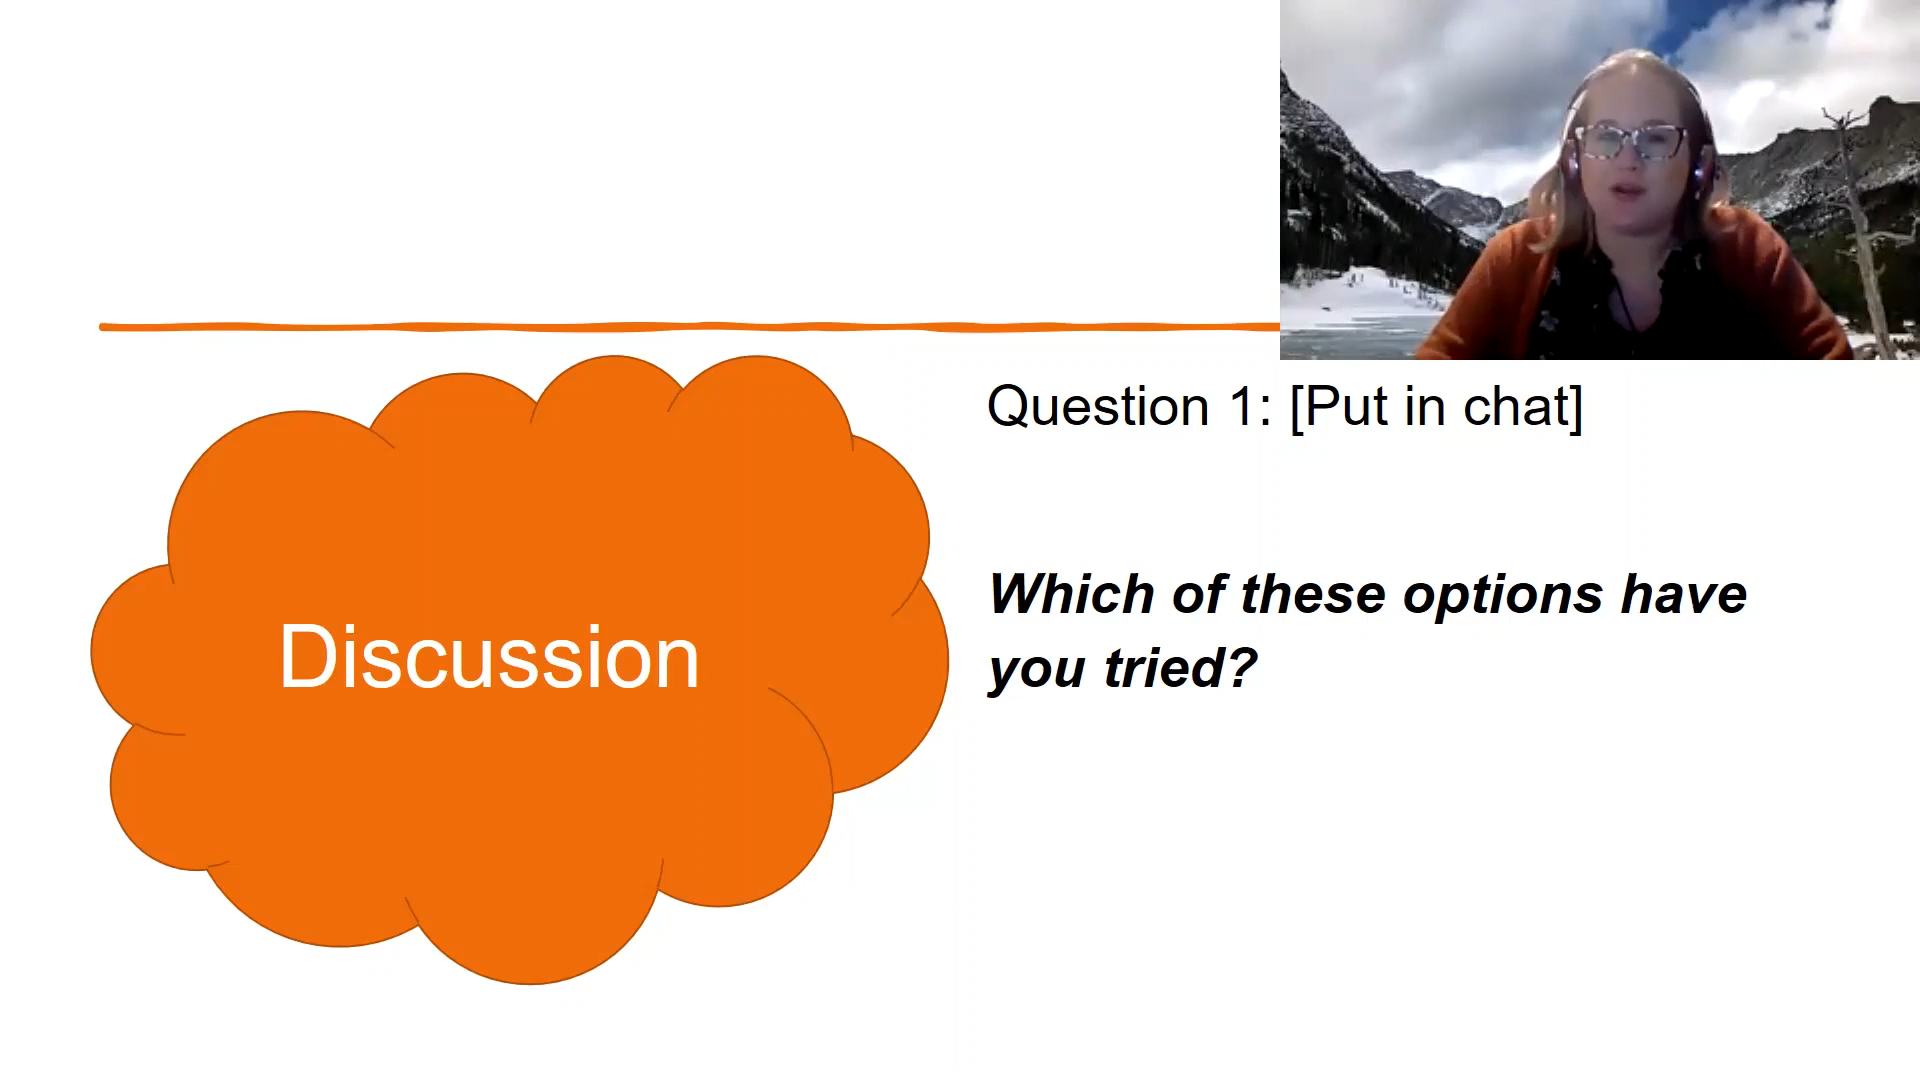 Discussion
Question 1: [Put in chat]
Which of these options have
you tried?